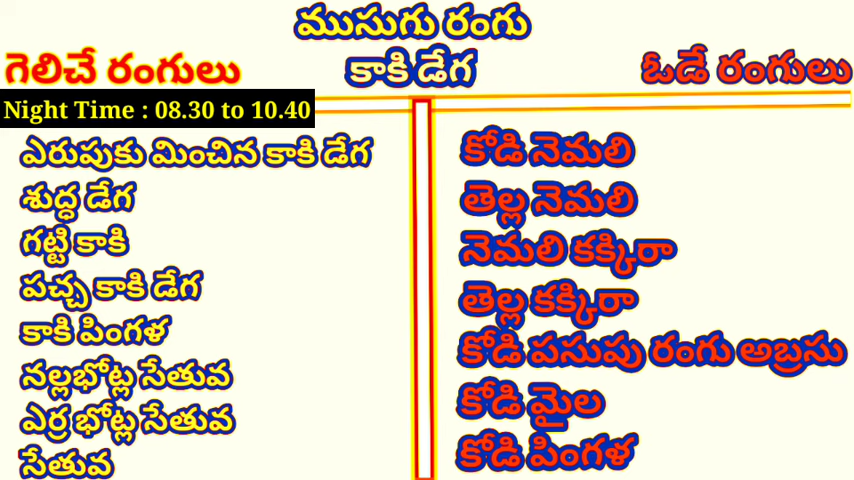 ముసుగు రంగు
గెలిచే రంగులు
కాకి డేగ
ఓడే రంగులు
Night Time : 08.30 to 10.40
ఎరుపుకు మించిన కాకి డేగ
శుద్ధ డేగ
గట్టి కాకి
పచ్చ కాకి డేగ
కాకి పింగళ
నల్లభోట్ల సేతువ
ఎర్ర భోట్ల సేతువ
సేతువ
కోడి నెమలి
తెల్ల నెమలి
నెమలి కక్కిరా
తెల్ల కక్కిరా
కోడి పసుపు రంగు అబ్రసు
కోడి మైల
కోడి పింగళ